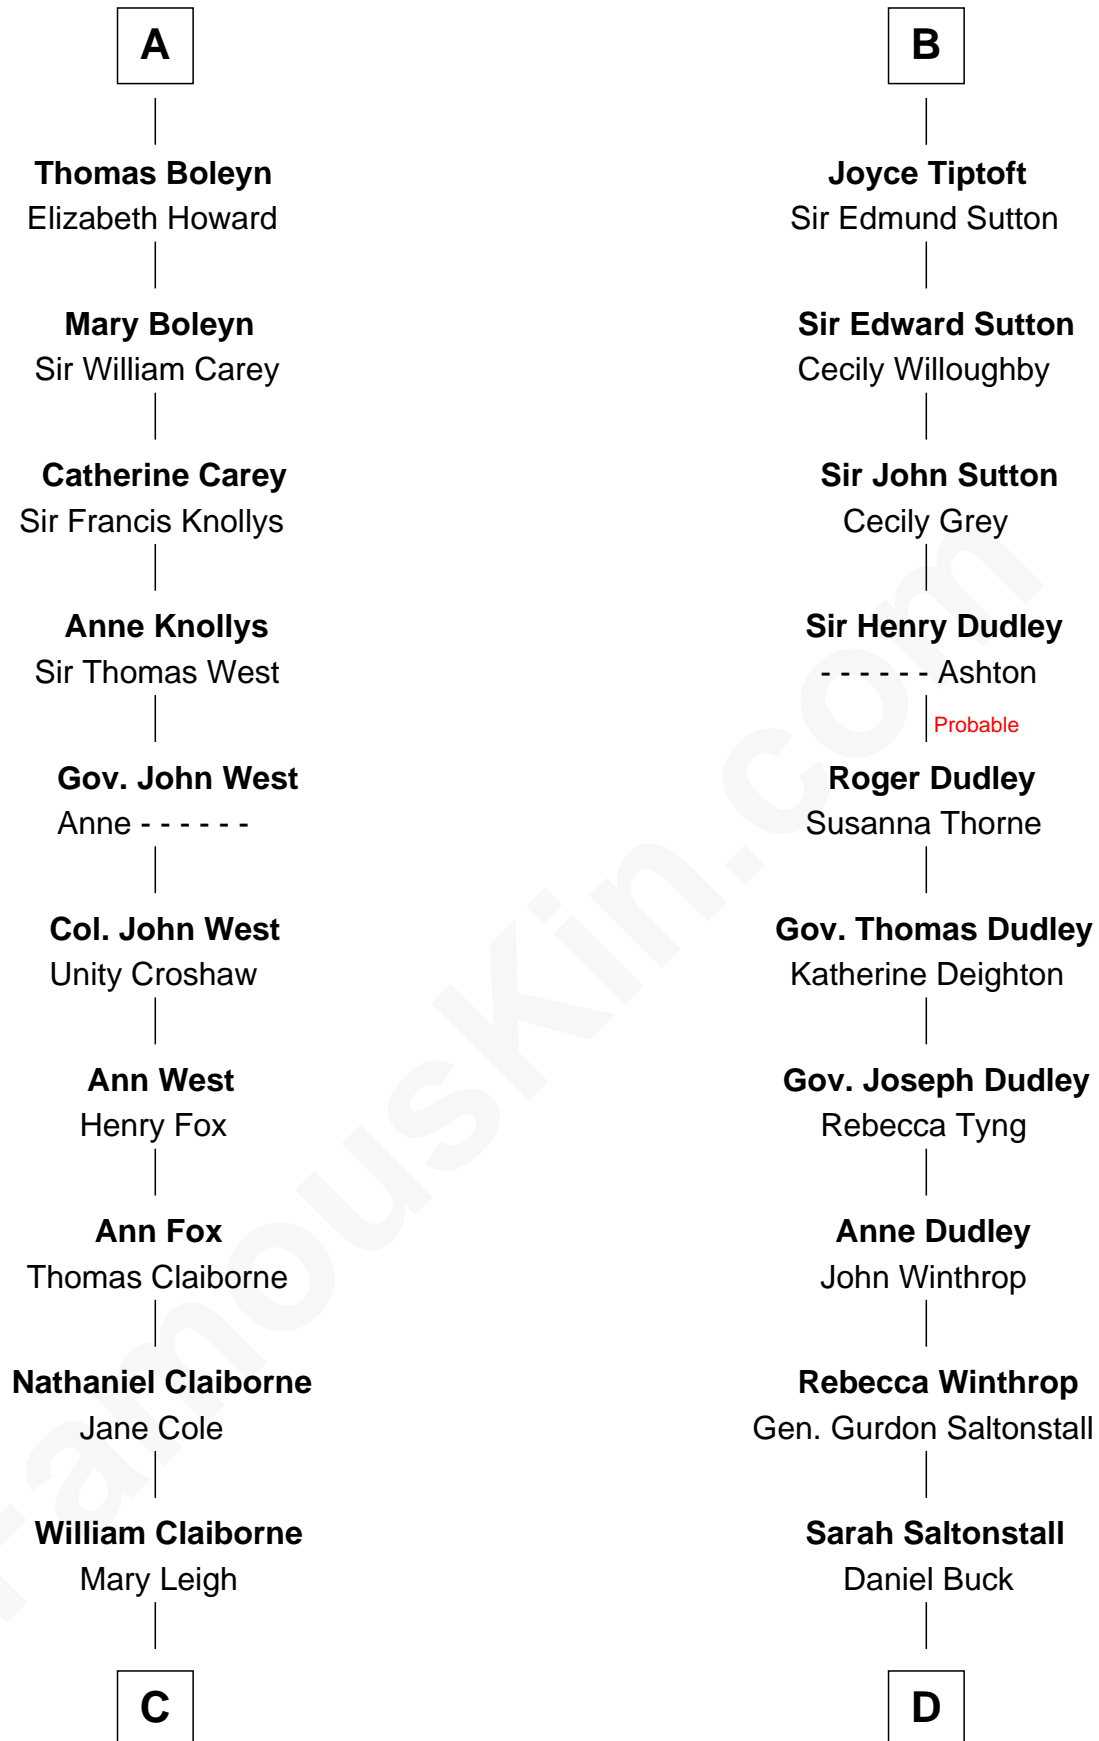 A
Thomas Boleyn
Elizabeth Howard
Mary Boleyn
Sir William Carey
Catherine Carey
Sir Francis Knollys
Anne Knollys
Sir Thomas West
Gov. John West
Anne - - - - - -
Col. John West
Unity Croshaw
Ann West
Henry Fox
Ann Fox
Thomas Claiborne
Nathaniel Claiborne
Jane Cole
William Claiborne
Mary Leigh
C
B
Joyce Tiptoft
Sir Edmund Sutton
Sir Edward Sutton
Cecily Willoughby
Sir John Sutton
Cecily Grey
Sir Henry Dudley
- - - - - - Ashton
Probable
Roger Dudley
Susanna Thorne
Gov. Thomas Dudley
Katherine Deighton
Gov. Joseph Dudley
Rebecca Tyng
Anne Dudley
John Winthrop
Rebecca Winthrop
Gen. Gurdon Saltonstall
Sarah Saltonstall
Daniel Buck
D
FamousKin.com